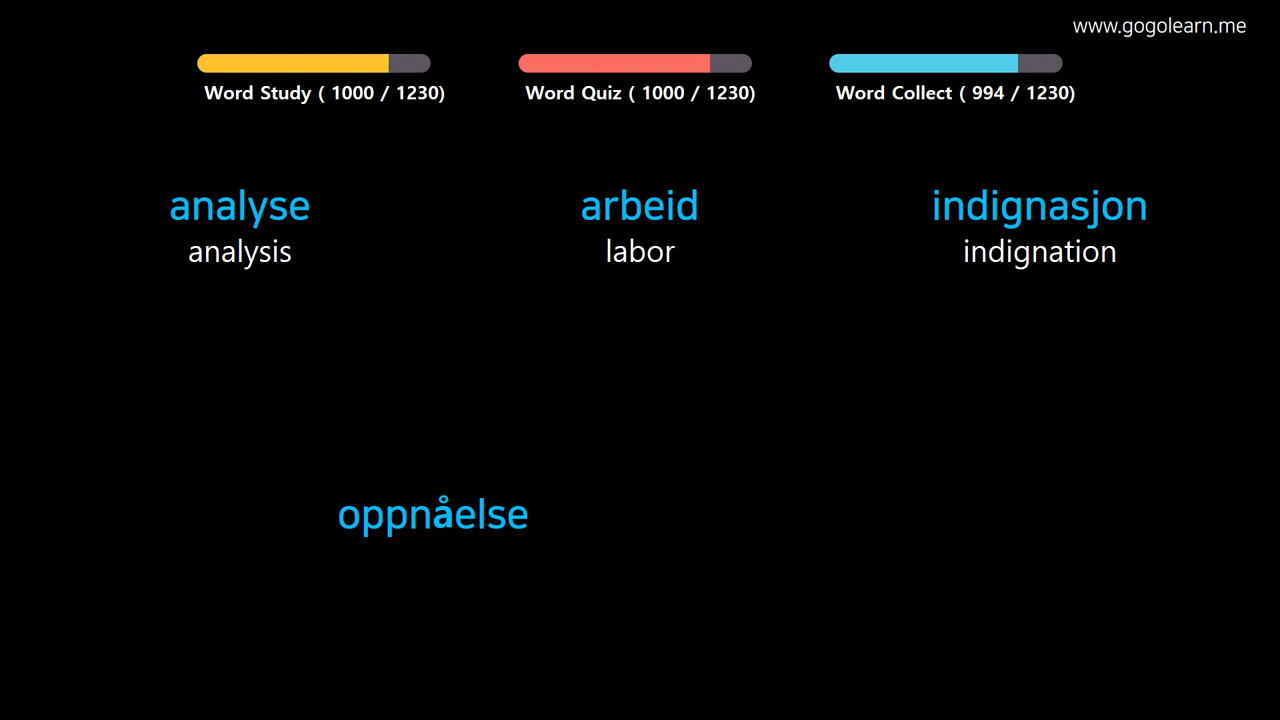 www.gogolearn.me
Word Study ( 1000 / 1230)
Word Quiz ( 1000 / 1230)
Word Collect ( 994 / 1230)
analyse
analysis
arbeid
labor
indignasjon
indignation
oppnåelse